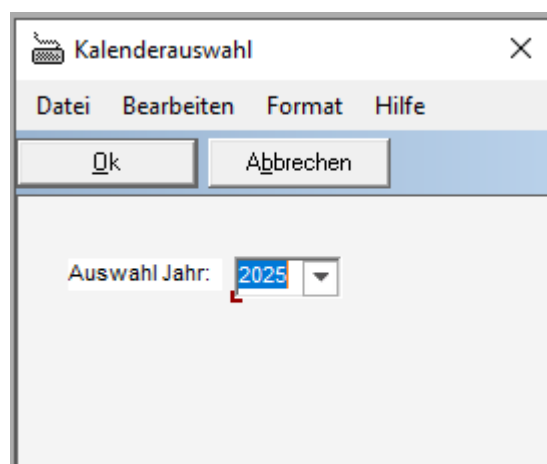 Kalenderauswahl
Datei Bearbeiten Format Hilfe
Ok Abbrechen
Auswahl Jahr: 2025